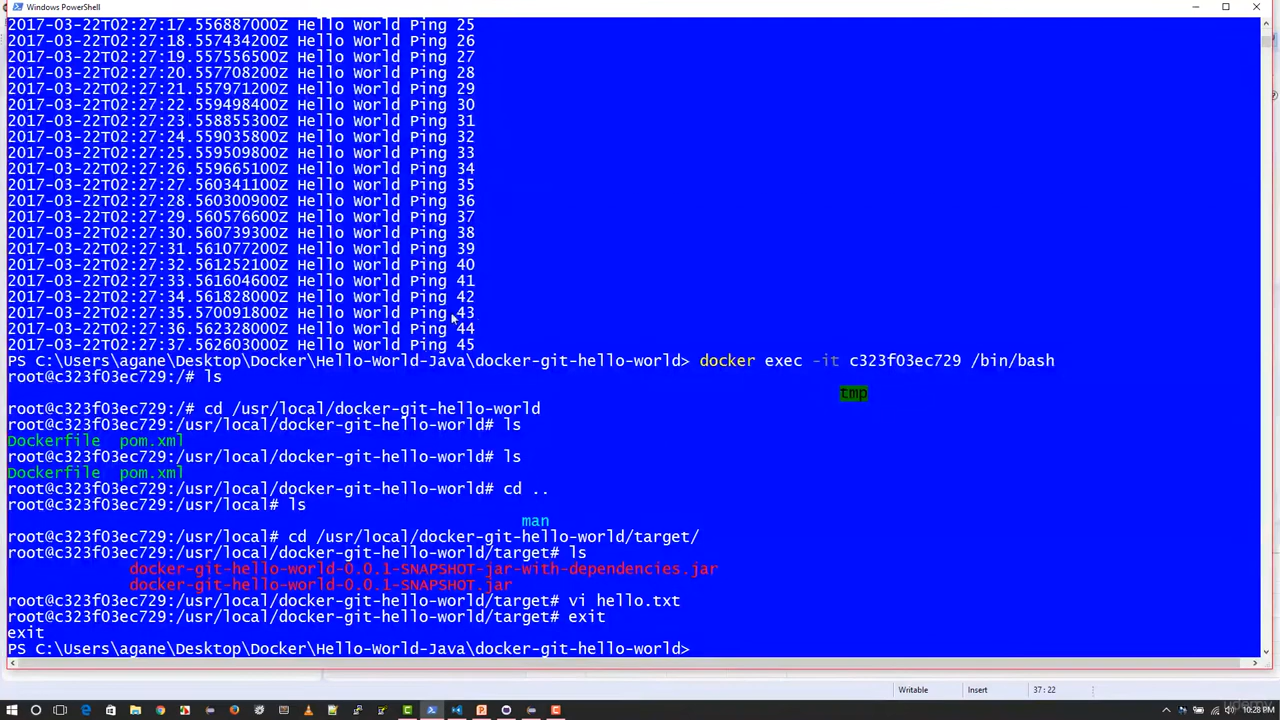 Windows PowerShell
2017-03-22T02:27:17.556887000Z Hello World Ping 25
2017-03-22T02:27:18.557434200Z Hello World Ping 26
2017-03-22T02:27:19.557556500Z Hello World Ping 27
2017-03-22T02:27:20.557708200Z Hello World Ping 28
2017-03-22T02:27:21.557971200Z Hello World Ping 29
2017-03-22T02:27:22.559498400Z Hello World Ping 30
2017-03-22T02:27:23.558855300Z Hello World Ping 31
2017-03-22T02:27:24.559035800Z Hello World Ping 32
2017-03-22T02:27:25.559509800Z Hello World Ping 33
2017-03-22T02:27:26.559665100Z Hello World Ping 34
2017-03-22T02:27:27.560341100Z Hello World Ping 35
2017-03-22T02:27:28.560300900Z Hello World Ping 36
2017-03-22T02:27:29.560576600Z Hello World Ping 37
2017-03-22T02:27:30.560739300Z Hello World Ping 38
2017-03-22T02:27:31.561077200Z Hello World Ping 39
2017-03-22T02:27:32.561252100Z Hello World Ping 40
2017-03-22T02:27:33.561604600Z Hello World Ping 41
2017-03-22T02:27:34.561828000Z Hello World Ping 42
2017-03-22T02:27:35.570091800Z Hello World Ping 43
2017-03-22T02:27:36.562328000Z Hello World Ping 44
2017-03-22T02:27:37.562603000Z Hello World Ping 45
PS C:\Users\agane\Desktop\Docker\Hello-World-Java\docker-git-hello-world> docker exec -it c323f03ec729 /bin/bash
root@c323f03ec729:/# ls
tmp
root@c323f03ec729:/# cd /usr/local/docker-git-hello-world
root@c323f03ec729:/usr/local/docker-git-hello-world# ls
Dockerfile  pom.xml
root@c323f03ec729:/usr/local/docker-git-hello-world# ls
Dockerfile  pom.xml
root@c323f03ec729:/usr/local/docker-git-hello-world# cd ..
root@c323f03ec729:/usr/local# ls
man
root@c323f03ec729:/usr/local# cd /usr/local/docker-git-hello-world/target/
root@c323f03ec729:/usr/local/docker-git-hello-world/target# ls
docker-git-hello-world-0.0.1-SNAPSHOT-jar-with-dependencies.jar
docker-git-hello-world-0.0.1-SNAPSHOT.jar
root@c323f03ec729:/usr/local/docker-git-hello-world/target# vi hello.txt
root@c323f03ec729:/usr/local/docker-git-hello-world/target# exit
exit
PS C:\Users\agane\Desktop\Docker\Hello-World-Java\docker-git-hello-world>
Writable Insert 37:22
udemy
10:28 PM